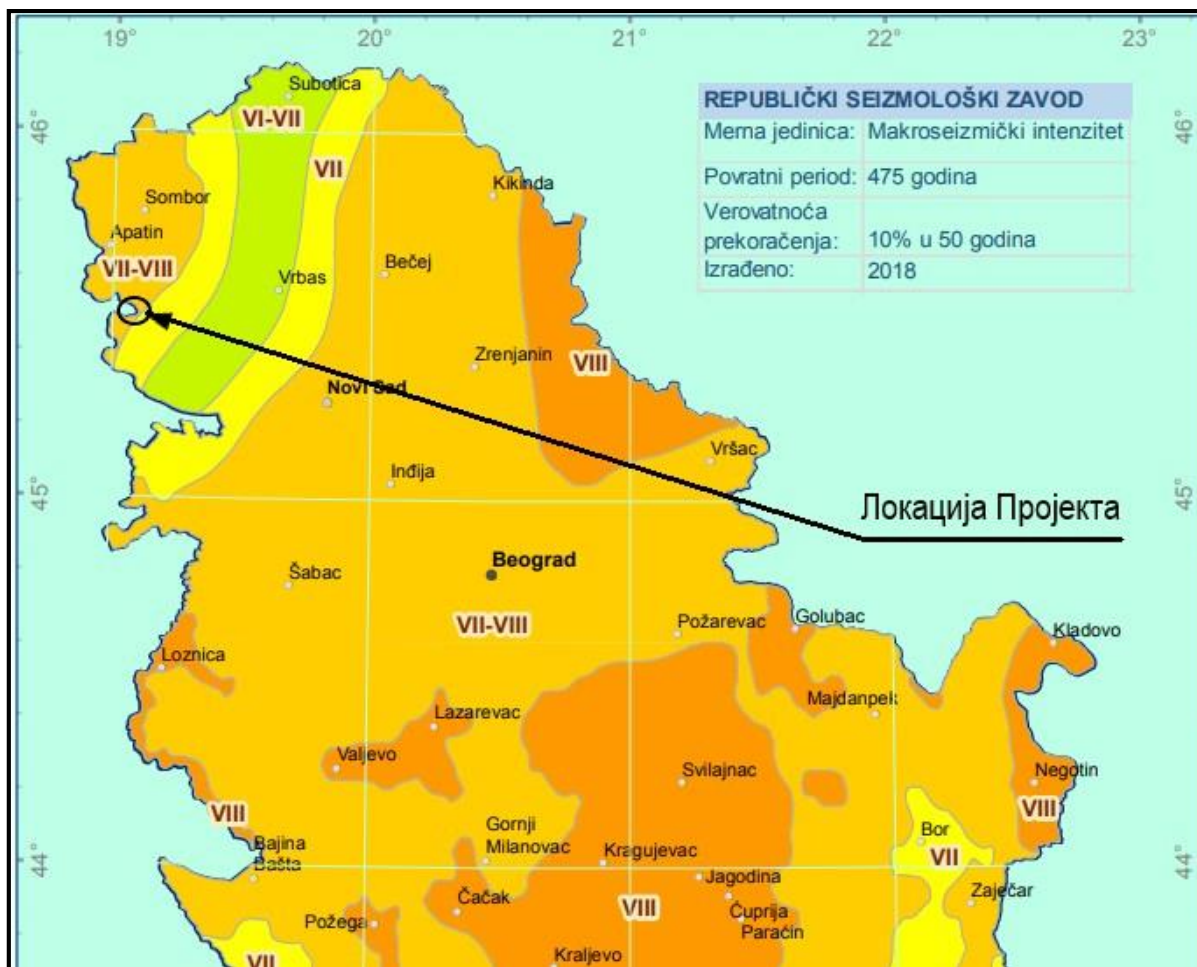 19°
20°
21°
22°
23°
46°
46°
45°
45°
44°
44°
REPUBLIČKI SEIZMOLOŠKI ZAVOD
Merna jedinica: Makroseizmički intenzitet
Povratni period: 475 godina
Verovatnoća
prekoračenja: 10% u 50 godina
Izrađeno: 2018
Subotica
VI-VII
VII
Sombor
Kikinda
Apatin
VII-VIII
Bečej
Vrbas
Zrenjanin
VIII
Novi Sad
Vršac
Inđija
Локација Пројекта
Beograd
Šabac
VII-VIII
Požarevac
Golubac
Kladovo
Loznica
Majdanpek
Lazarevac
Valjevo
Svilajnac
Negotin
VIII
VIII
Bajina
Bašta
Gornji
Milanovac
Kragujevac
Bor
VII
Jagodina
Čačak
Zaječar
VIII
Ćuprija
Paraćin
Požega
Kraljevo
VII